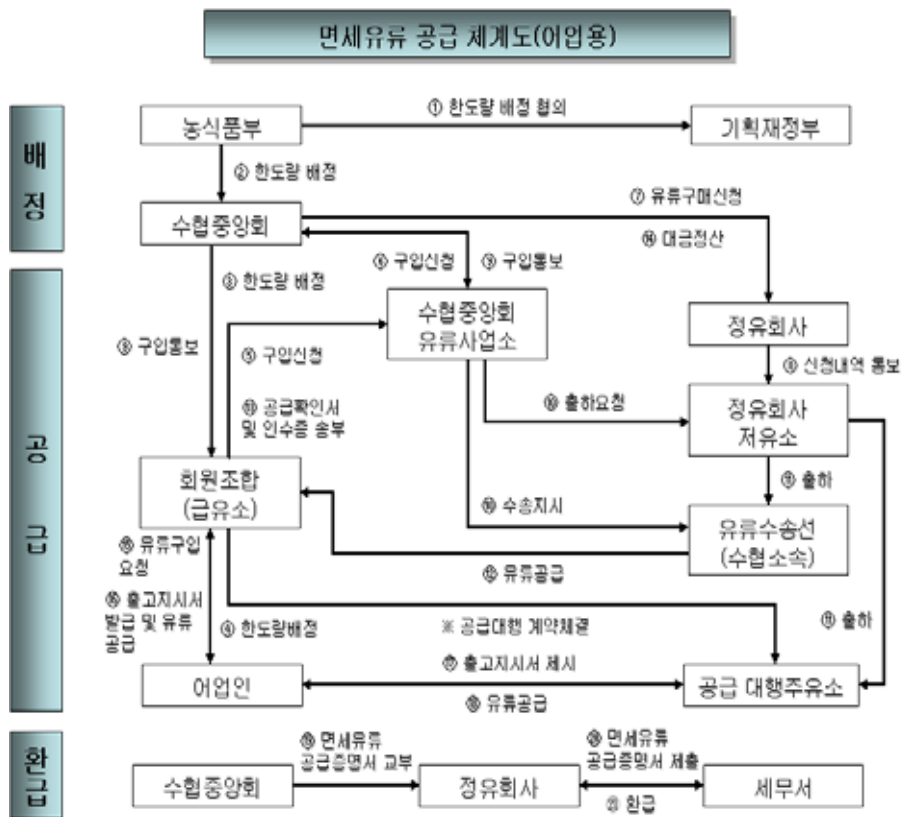 면세유류 공급 체계도(어업용)
배
정
농식품부
① 한도량 배정 협의
기획재정부
② 한도량 배정
수협중앙회
⑦ 유류구매신청
⑭ 대금정산
공
급
③ 한도량 배정
⑥ 구입신청
⑨ 구입통보
수협중앙회
유류사업소
정유회사
⑨ 구입통보
⑤ 구입신청
⑧ 신청내역 통보
⑬ 공급확인서
및 인수증 송부
⑩ 출하요청
정유회사
저유소
회원조합
(급유소)
⑪ 출하
⑩ 수송지시
유류수송선
(수협소속)
⑮ 유류구입
요청
⑫ 유류공급
⑯ 출고지시서
발급 및 유류
공급
④ 한도량배정
※ 공급대행 계약체결
⑪ 출하
⑰ 출고지시서 제시
어업인
공급 대행주유소
⑱ 유류공급
환
급
⑲ 면세유류
공급증명서 교부
⑳ 면세유류
공급증명서 제출
수협중앙회
정유회사
세무서
㉑ 환급